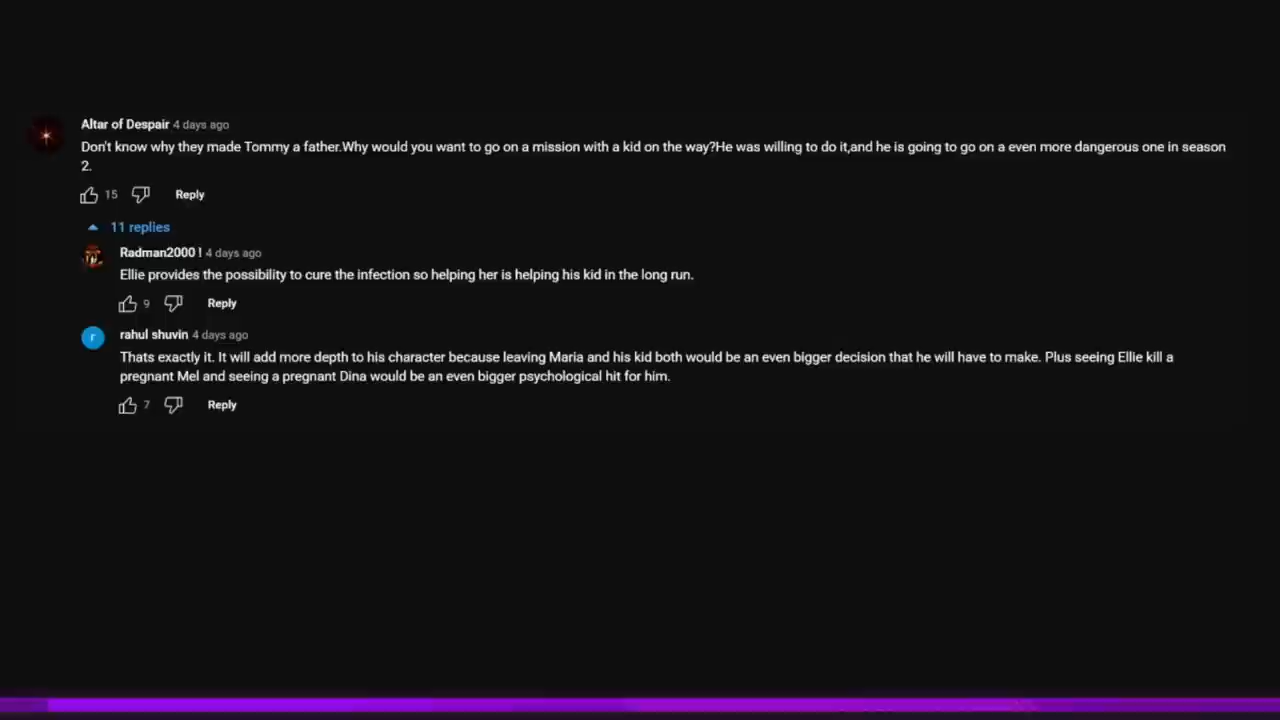 Altar of Despair 4 days ago
Don't know why they made Tommy a father.Why would you want to go on a mission with a kid on the way?He was willing to do it,and he is going to go on a even more dangerous one in season
2.
15 Reply
11 replies
Radman2000 ! 4 days ago
Ellie provides the possibility to cure the infection so helping her is helping his kid in the long run.
9 Reply
r
rahul shuvin 4 days ago
Thats exactly it. It will add more depth to his character because leaving Maria and his kid both would be an even bigger decision that he will have to make. Plus seeing Ellie kill a
pregnant Mel and seeing a pregnant Dina would be an even bigger psychological hit for him.
7 Reply